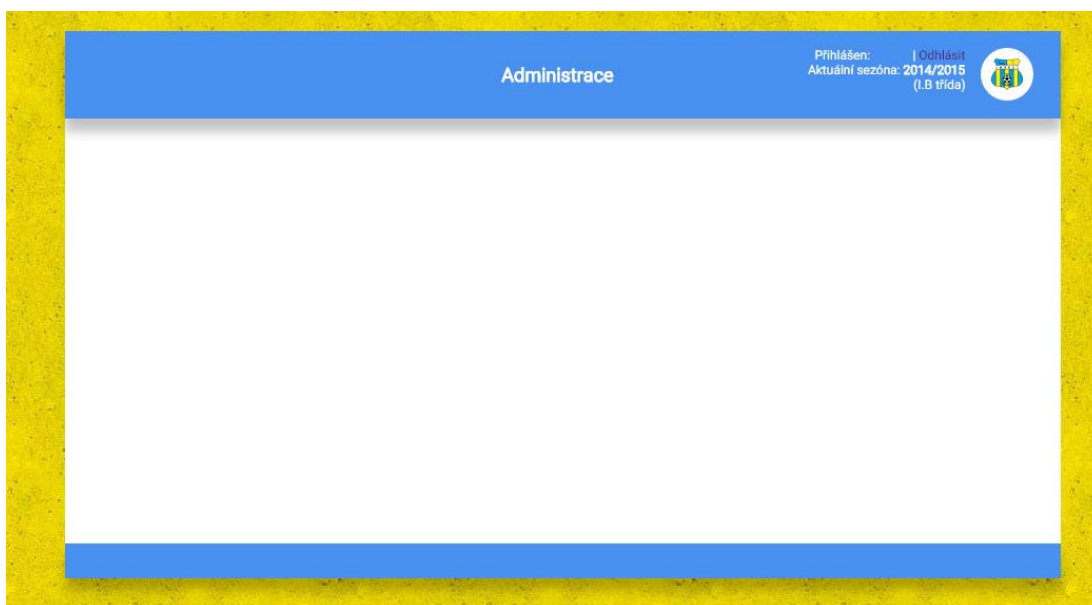 Administrace
Přihlášen: | Odhlásit
Aktuální sezóna: 2014/2015
(I.B třída)